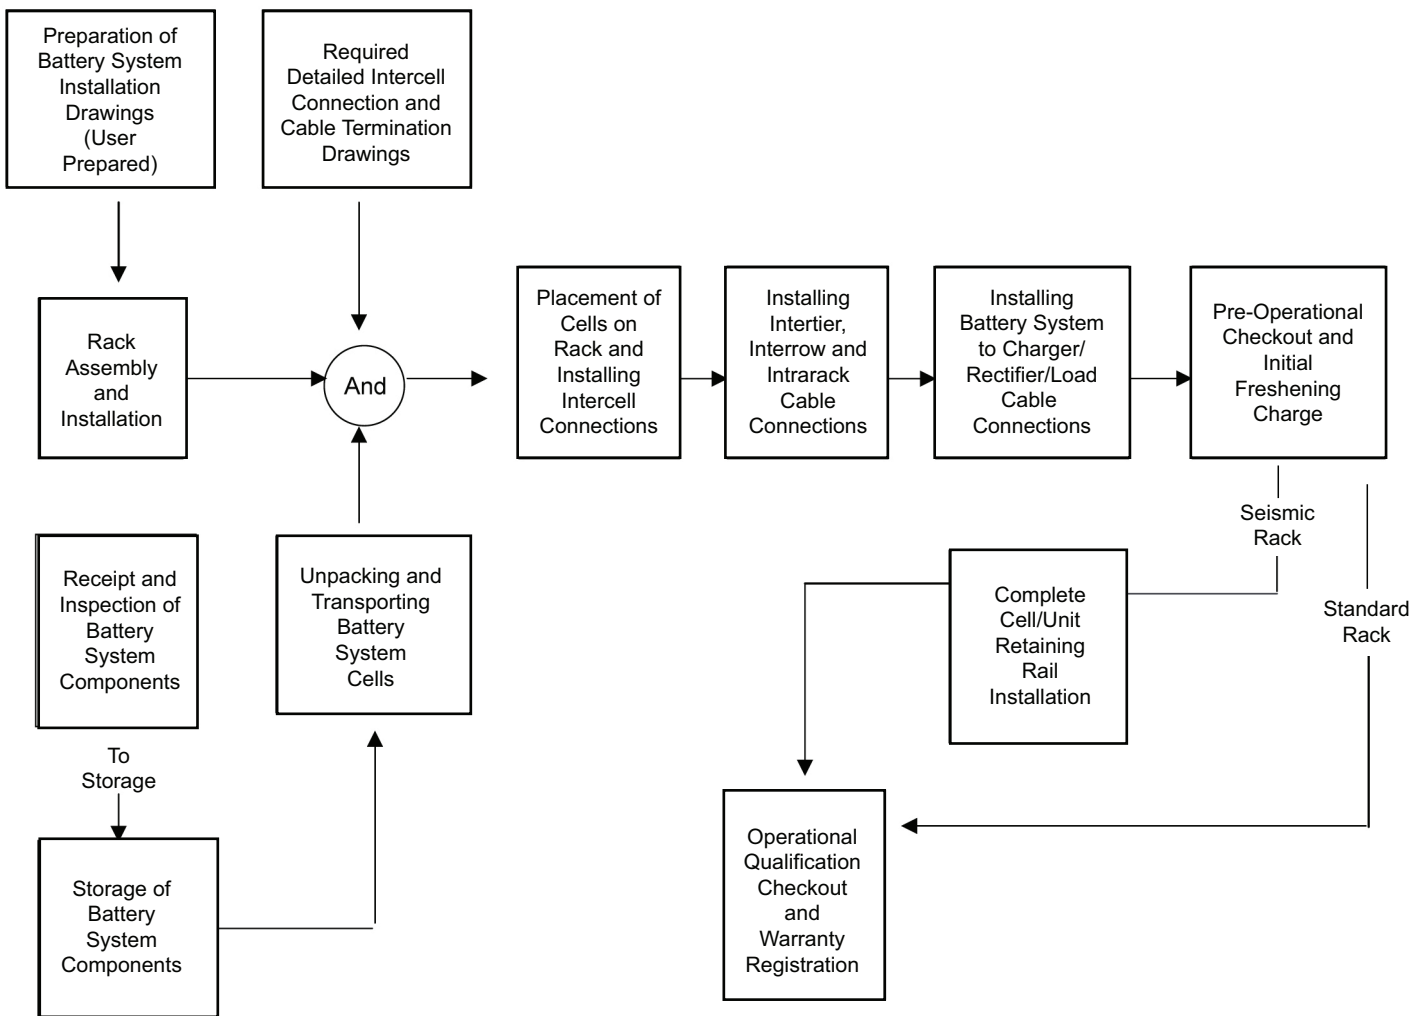 Preparation of
Battery System
Installation
Drawings
(User
Prepared)
Required
Detailed Intercell
Connection and
Cable Termination
Drawings
Rack
Assembly
and
Installation
And
Placement of
Cells on
Rack and
Installing
Intercell
Connections
Installing
Intertier,
Interrow and
Intrarack
Cable
Connections
Installing
Battery System
to Charger/
Rectifier/Load
Cable
Connections
Pre-Operational
Checkout and
Initial
Freshening
Charge
Receipt and
Inspection of
Battery
System
Components
Unpacking and
Transporting
Battery
System
Cells
Seismic
Rack
Complete
Cell/Unit
Retaining
Rail
Installation
Standard
Rack
To
Storage
Storage of
Battery
System
Components
Operational
Qualification
Checkout
and
Warranty
Registration